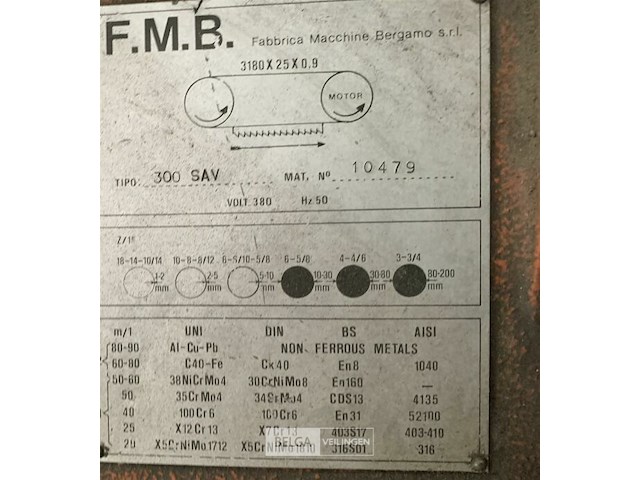 F.M.B. Fabbrica Macchine Bergamo s.r.l.
3180 X 25 X 0,9
MOTOR
TIPO: 300 SAV MAT. Nº 10479
VOLT. 380 Hz 50
Z/1"
18-14-10/14 10-8-8/12 6-5/10-5/8 6-5/8 4-4/6 3-3/4
1-2 mm 2-5 mm 5-10 mm 10-30 mm 30-80 mm 80-200 mm
m/1 UNI DIN BS AISI
80-90 Al-Cu-Pb NON FERROUS METALS
60-80 C40-Fe Ck40 En8 1040
50-60 38NiCrMo4 30CrNiMo8 En160 —
50 35CrMo4 34CrMo4 CDS13 4135
40 100Cr6 100Cr6 En31 52100
25 X12Cr13 X7Cr13 403S17 403-410
20 X5CrNiMo1712 316S01 316
BELGA VEILINGEN